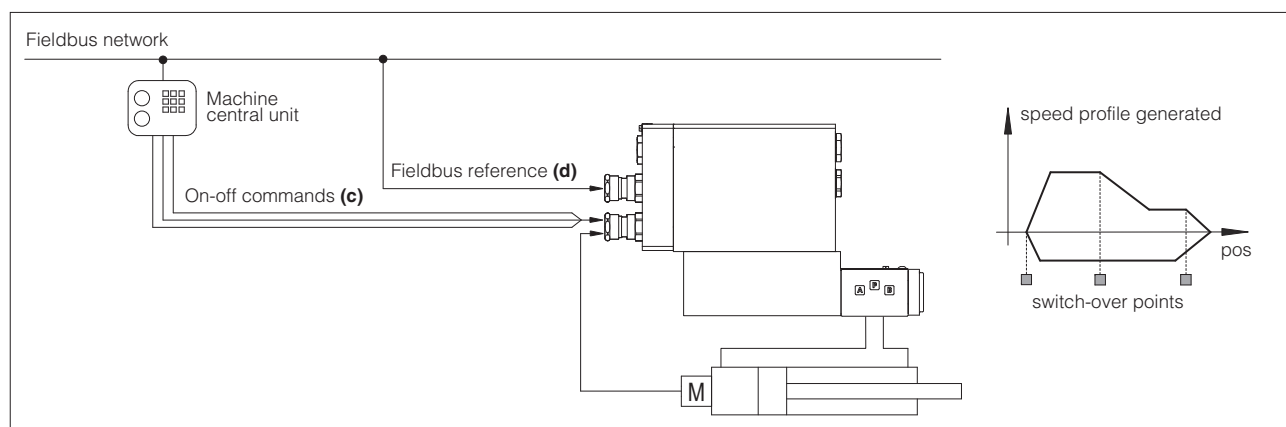 Fieldbus network
Machine
central unit
speed profile generated
Fieldbus reference (d)
On-off commands (c)
pos
A P B
switch-over points
M